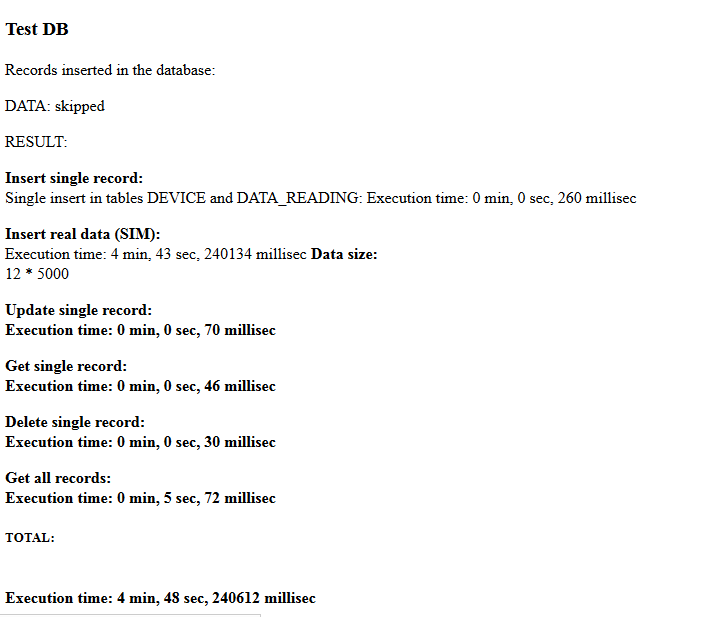 Test DB
Records inserted in the database:
DATA: skipped
RESULT:
Insert single record:
Single insert in tables DEVICE and DATA_READING: Execution time: 0 min, 0 sec, 260 millisec
Insert real data (SIM):
Execution time: 4 min, 43 sec, 240134 millisec Data size:
12 * 5000
Update single record:
Execution time: 0 min, 0 sec, 70 millisec
Get single record:
Execution time: 0 min, 0 sec, 46 millisec
Delete single record:
Execution time: 0 min, 0 sec, 30 millisec
Get all records:
Execution time: 0 min, 5 sec, 72 millisec
TOTAL:
Execution time: 4 min, 48 sec, 240612 millisec